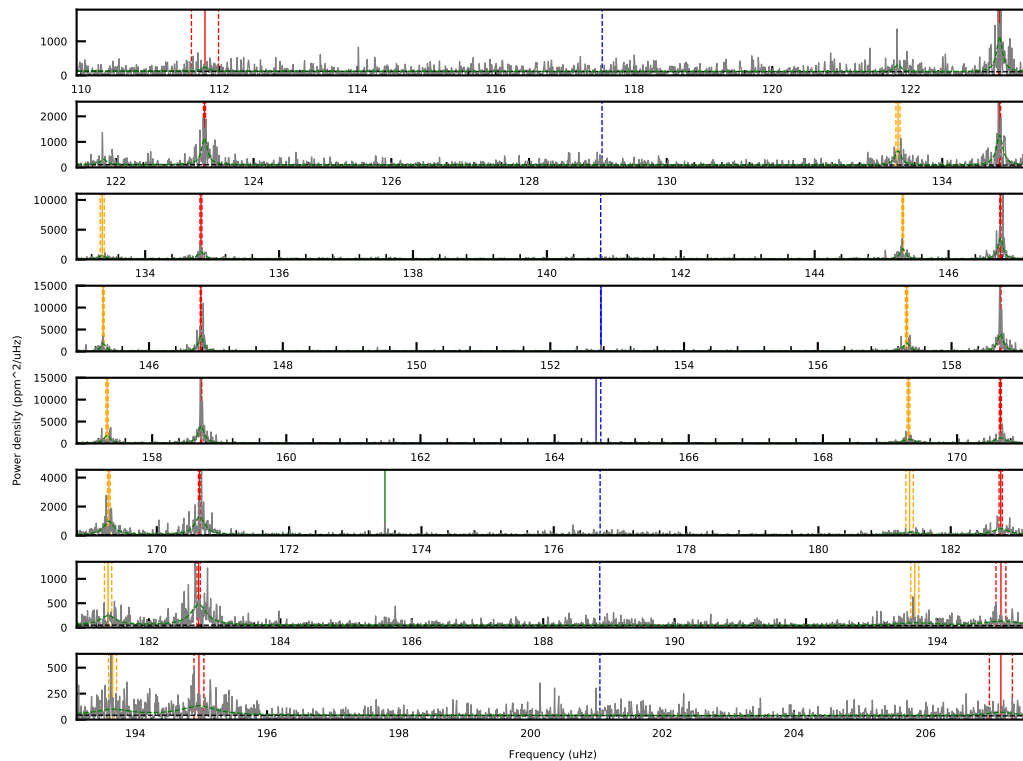 1000
0
110 112 114 116 118 120 122
2000
1000
0
122 124 126 128 130 132 134
10000
5000
0
134 136 138 140 142 144 146
15000
10000
5000
0
146 148 150 152 154 156 158
15000
10000
5000
0
158 160 162 164 166 168 170
Power density (ppm^2/uHz)
4000
2000
0
170 172 174 176 178 180 182
1000
500
0
182 184 186 188 190 192 194
500
250
0
194 196 198 200 202 204 206
Frequency (uHz)